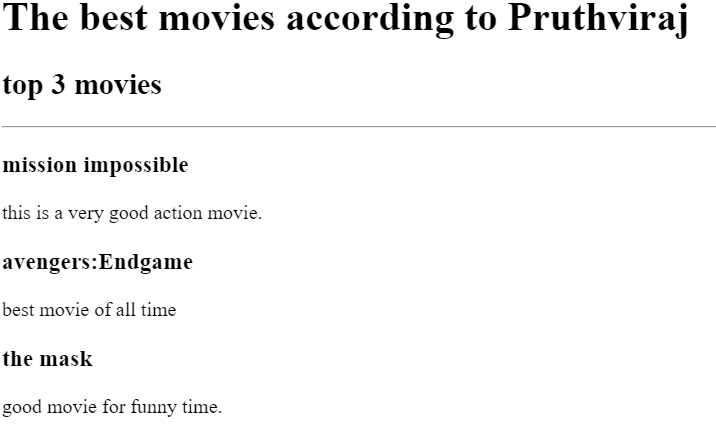 The best movies according to Pruthviraj
top 3 movies
mission impossible
this is a very good action movie.
avengers:Endgame
best movie of all time
the mask
good movie for funny time.